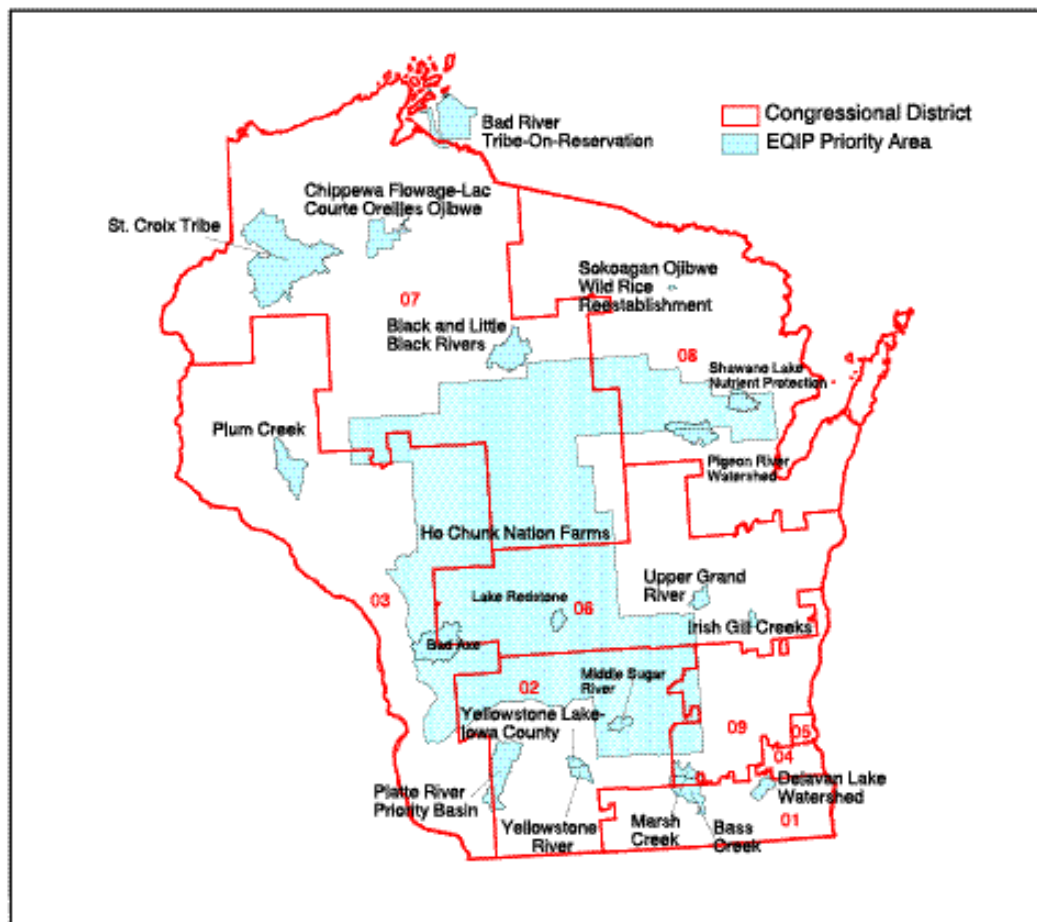 Congressional District
EQIP Priority Area
Bad River
Tribe-On-Reservation
Chippewa Flowage-Lac
Courte Oreilles Ojibwe
St. Croix Tribe
Sokoagan Ojibwe
Wild Rice
Reestablishment
07
Black and Little
Black Rivers
08
Shawano Lake
Nutrient Protection
Plum Creek
Pigeon River
Watershed
Ho Chunk Nation Farms
Upper Grand
River
03
Lake Redstone
06
Irish Gill Creeks
Bad Axe
Middle Sugar
River
02
Yellowstone Lake-
Iowa County
09
05
04
Platte River
Priority Basin
Delavan Lake
Watershed
Yellowstone
River
Marsh
Creek
Bass
Creek
01